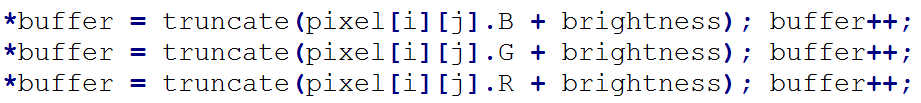 *buffer = truncate(pixel[i][j].B + brightness); buffer++;
*buffer = truncate(pixel[i][j].G + brightness); buffer++;
*buffer = truncate(pixel[i][j].R + brightness); buffer++;